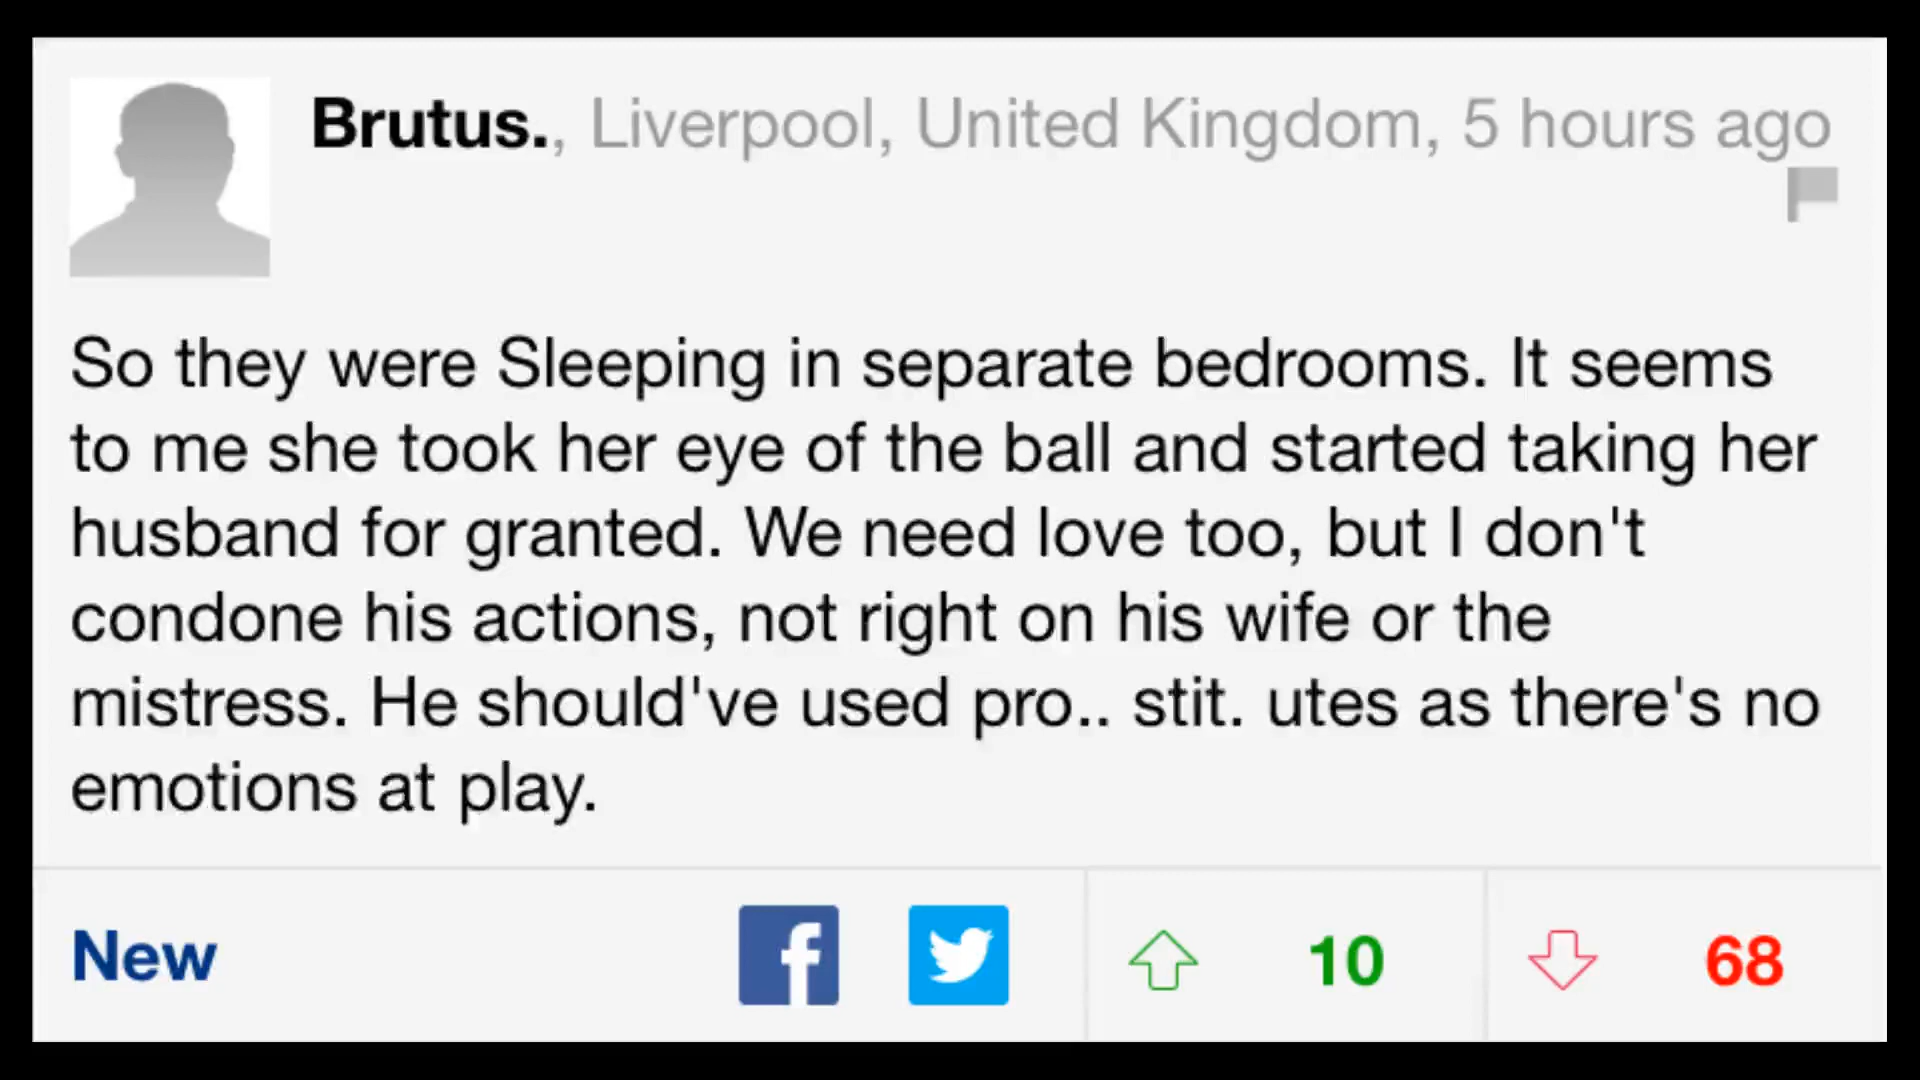 Brutus., Liverpool, United Kingdom, 5 hours ago
So they were Sleeping in separate bedrooms. It seems
to me she took her eye of the ball and started taking her
husband for granted. We need love too, but I don't
condone his actions, not right on his wife or the
mistress. He should've used pro.. stit. utes as there's no
emotions at play.
New f 10 68